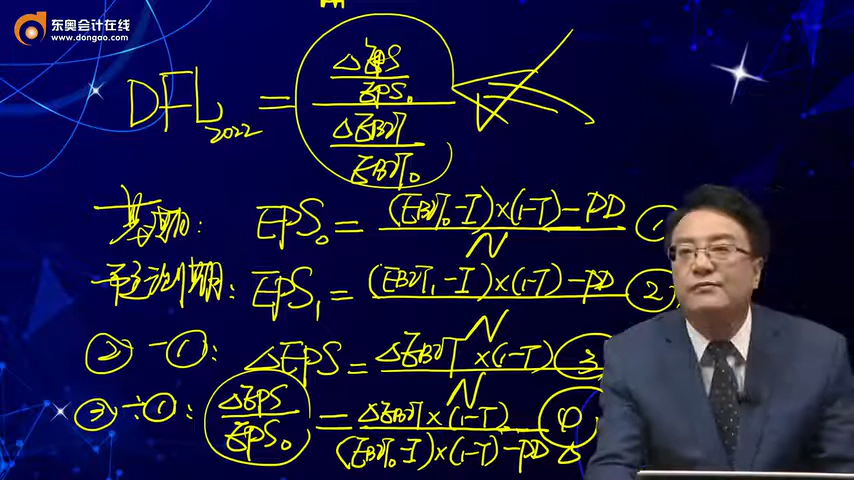 东奥会计在线
www.dongao.com
DFL2022 = (ΔEPS/EPS0)/(ΔEBIT/EBIT0)
基期: EPS0 = ((EBIT0-I)×(1-T)-PD)/N ①
预测期: EPS1 = ((EBIT1-I)×(1-T)-PD)/N ②
②-①: ΔEPS = (ΔEBIT×(1-T))/N ③
③÷①: ΔEPS/EPS0 = (ΔEBIT×(1-T))/((EBIT0-I)×(1-T)-PD) ④